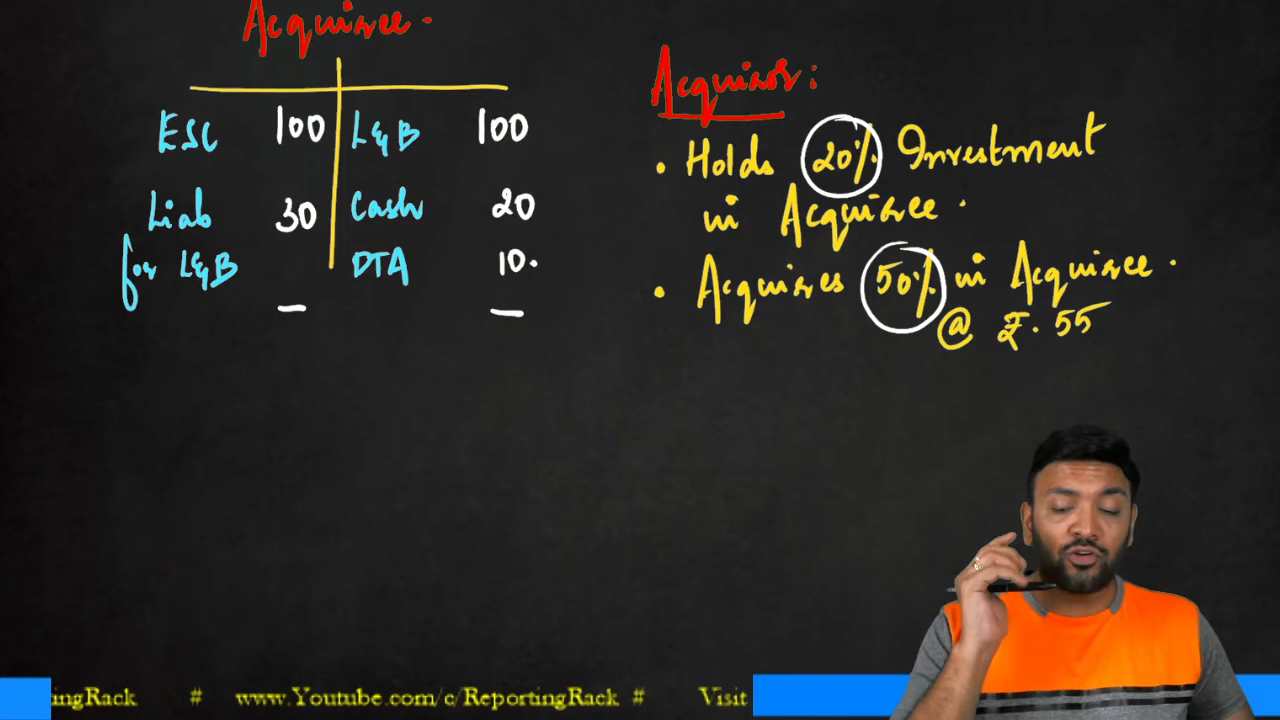 Acquiree.
ESC 100 L&B 100
Liab 30 Cash 20
for L&B DTA 10.
Acquiror:
• Holds 20% Investment
in Acquiree.
• Acquires 50% in Acquiree.
@ ₹. 55
ingRack # www.Youtube.com/c/ReportingRack # Visit